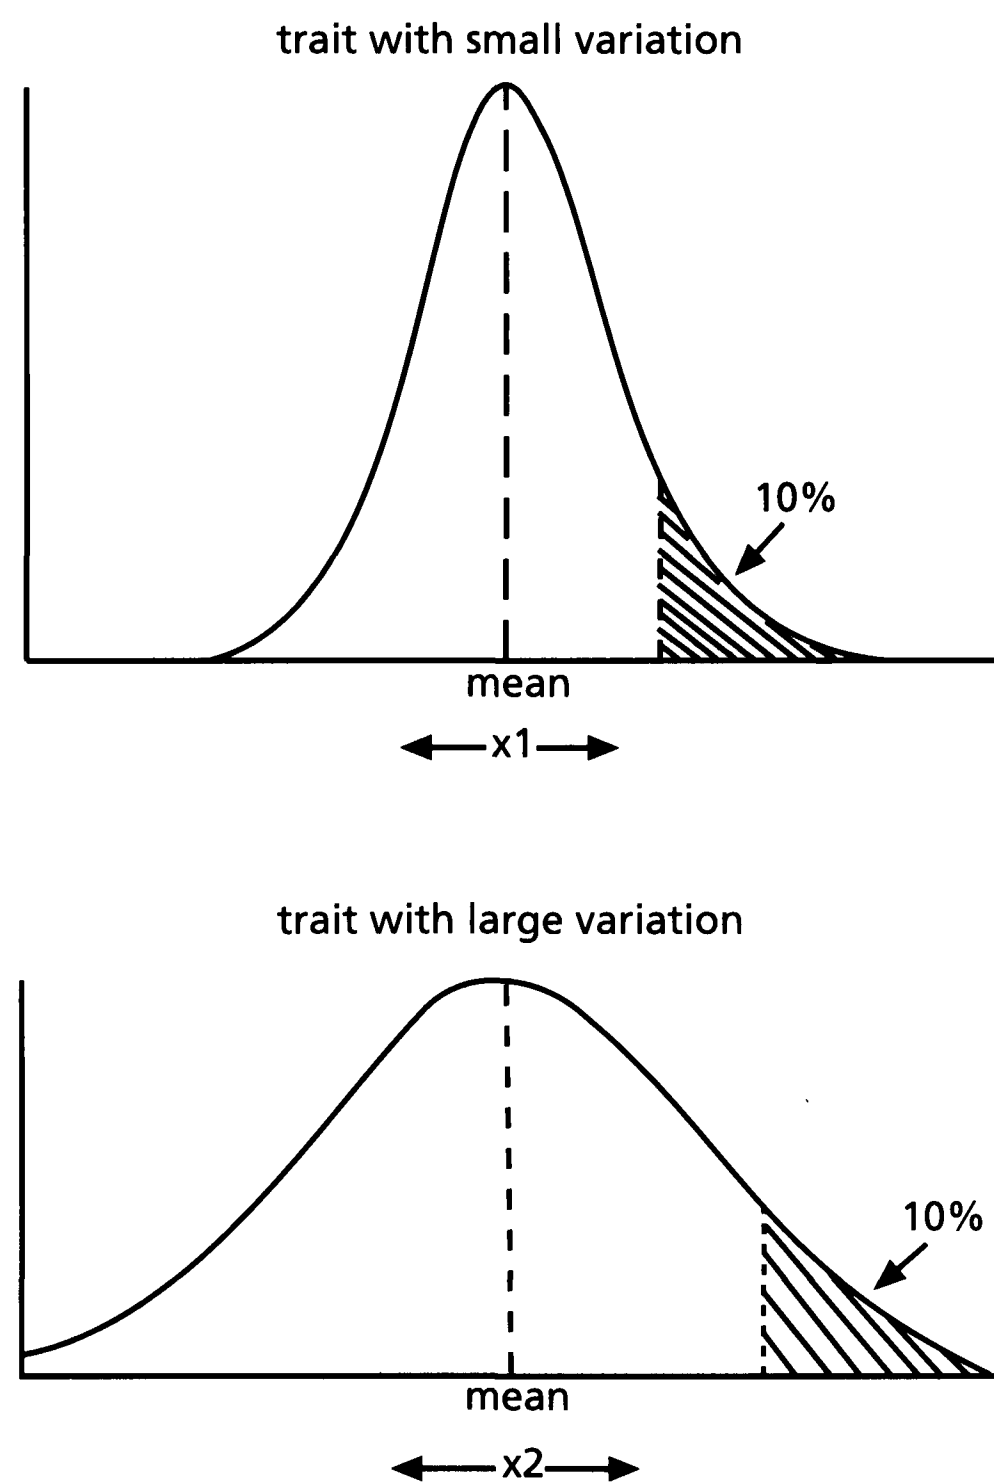 trait with small variation
10%
mean
x1
trait with large variation
10%
mean
x2